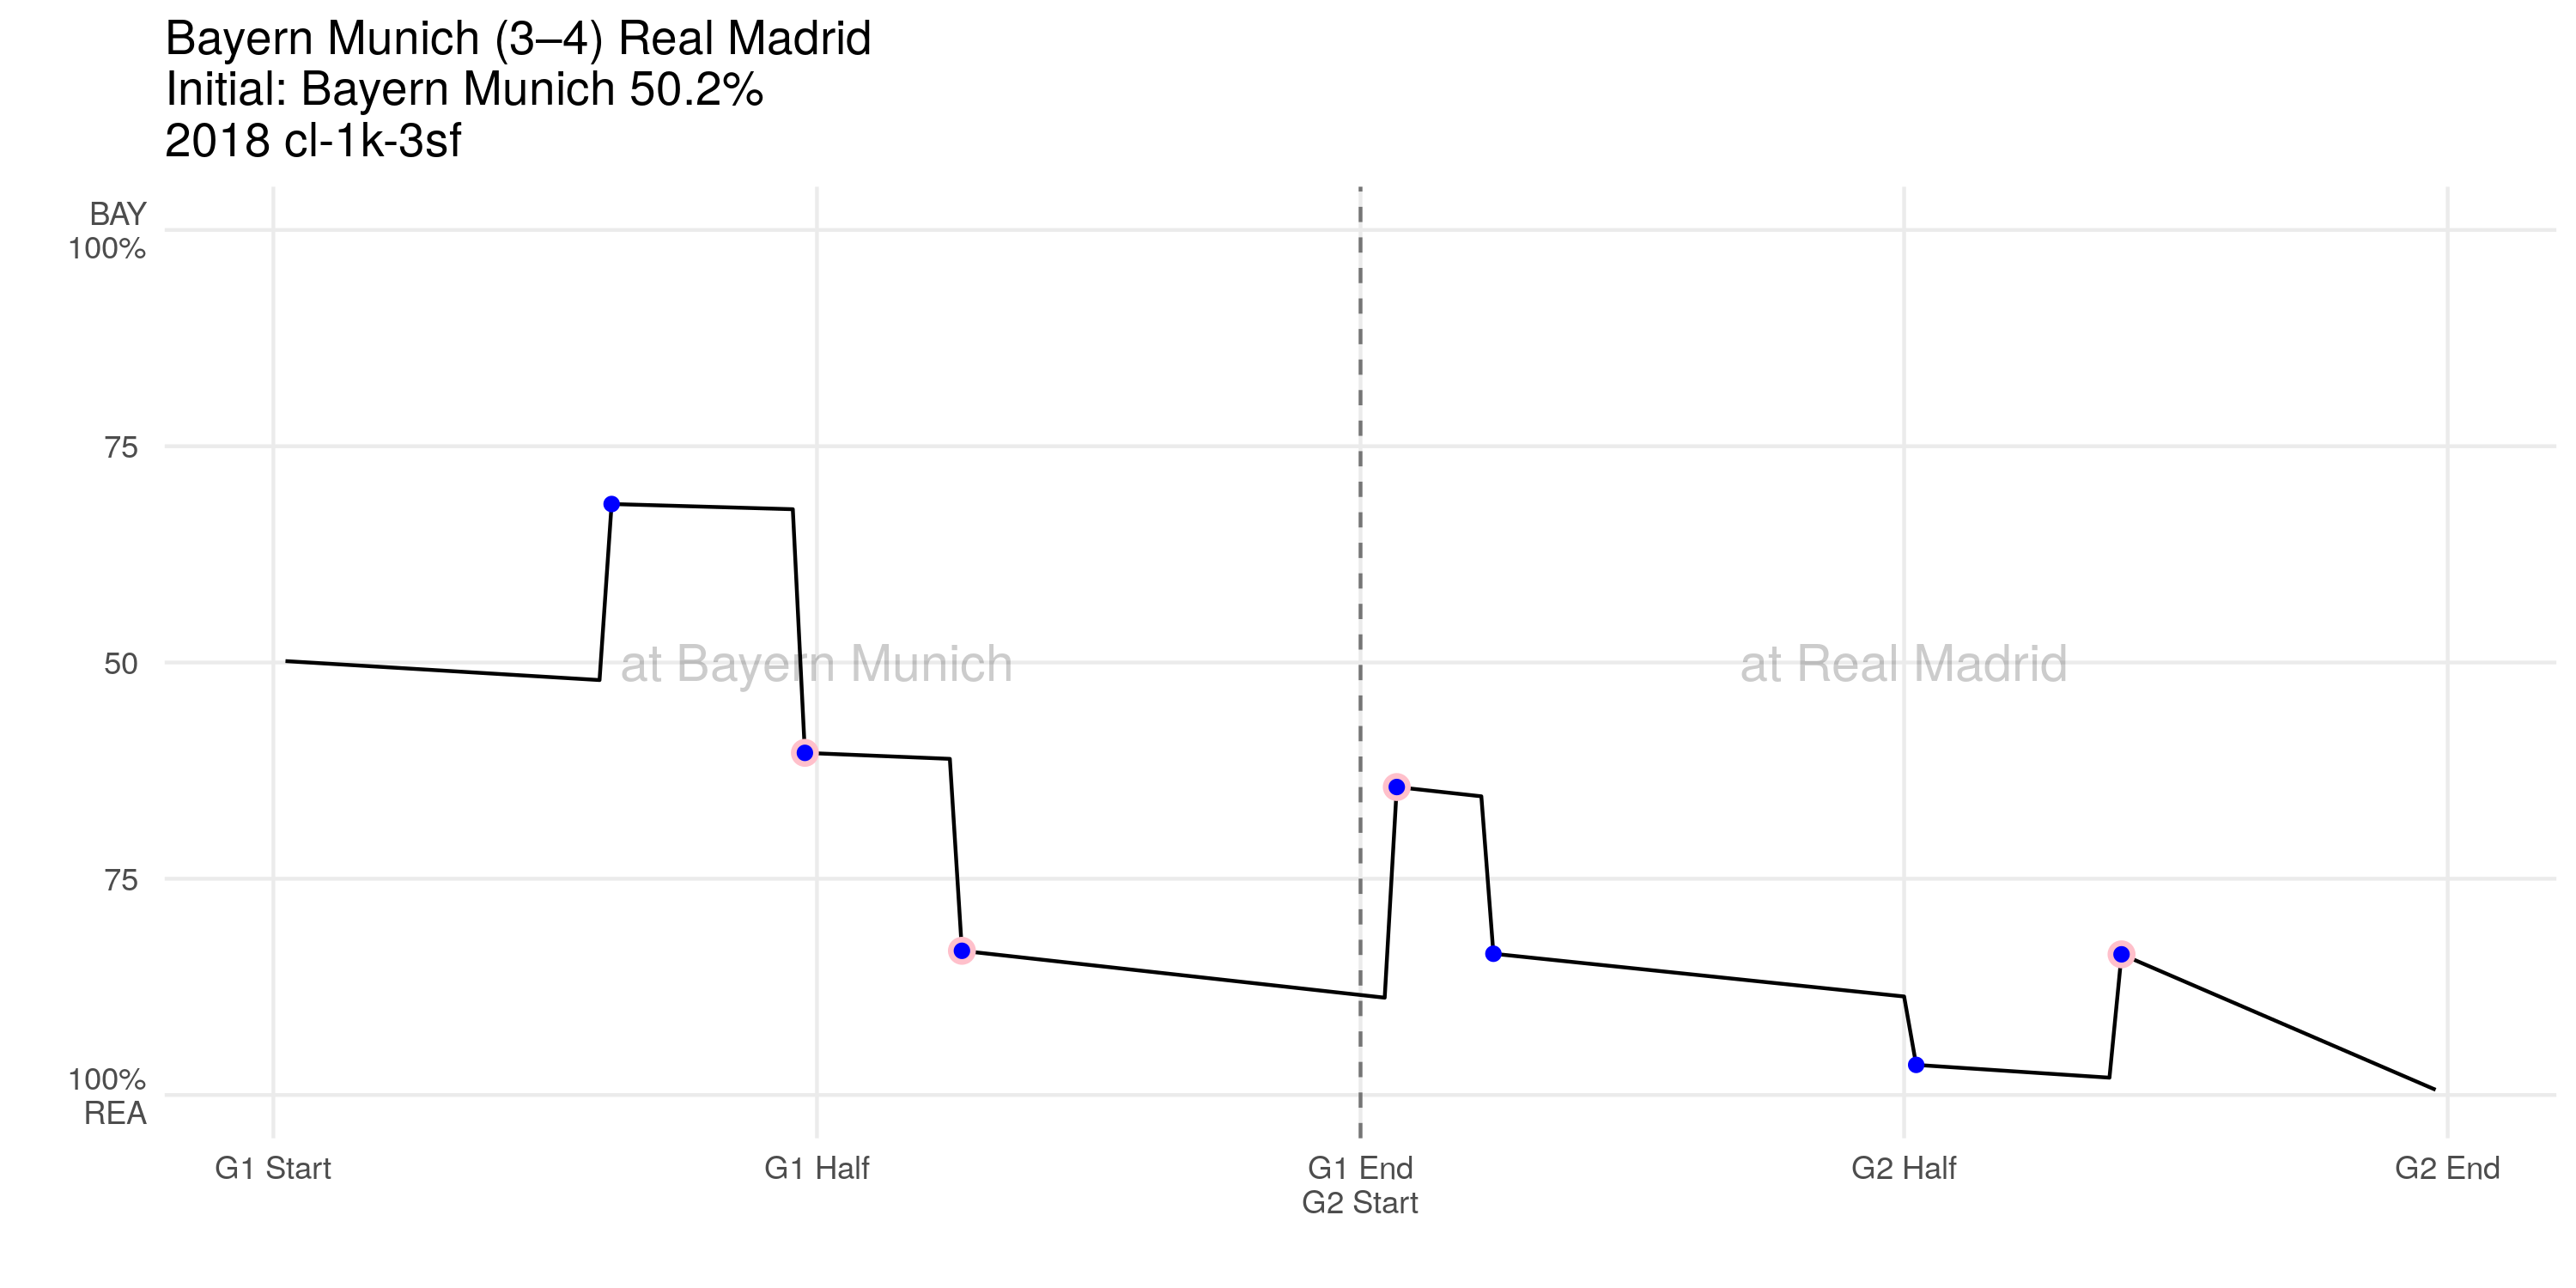 Bayern Munich (3–4) Real Madrid
Initial: Bayern Munich 50.2%
2018 cl-1k-3sf
BAY
100%
75
50
75
100%
REA
at Bayern Munich
at Real Madrid
G1 Start
G1 Half
G1 End
G2 Start
G2 Half
G2 End